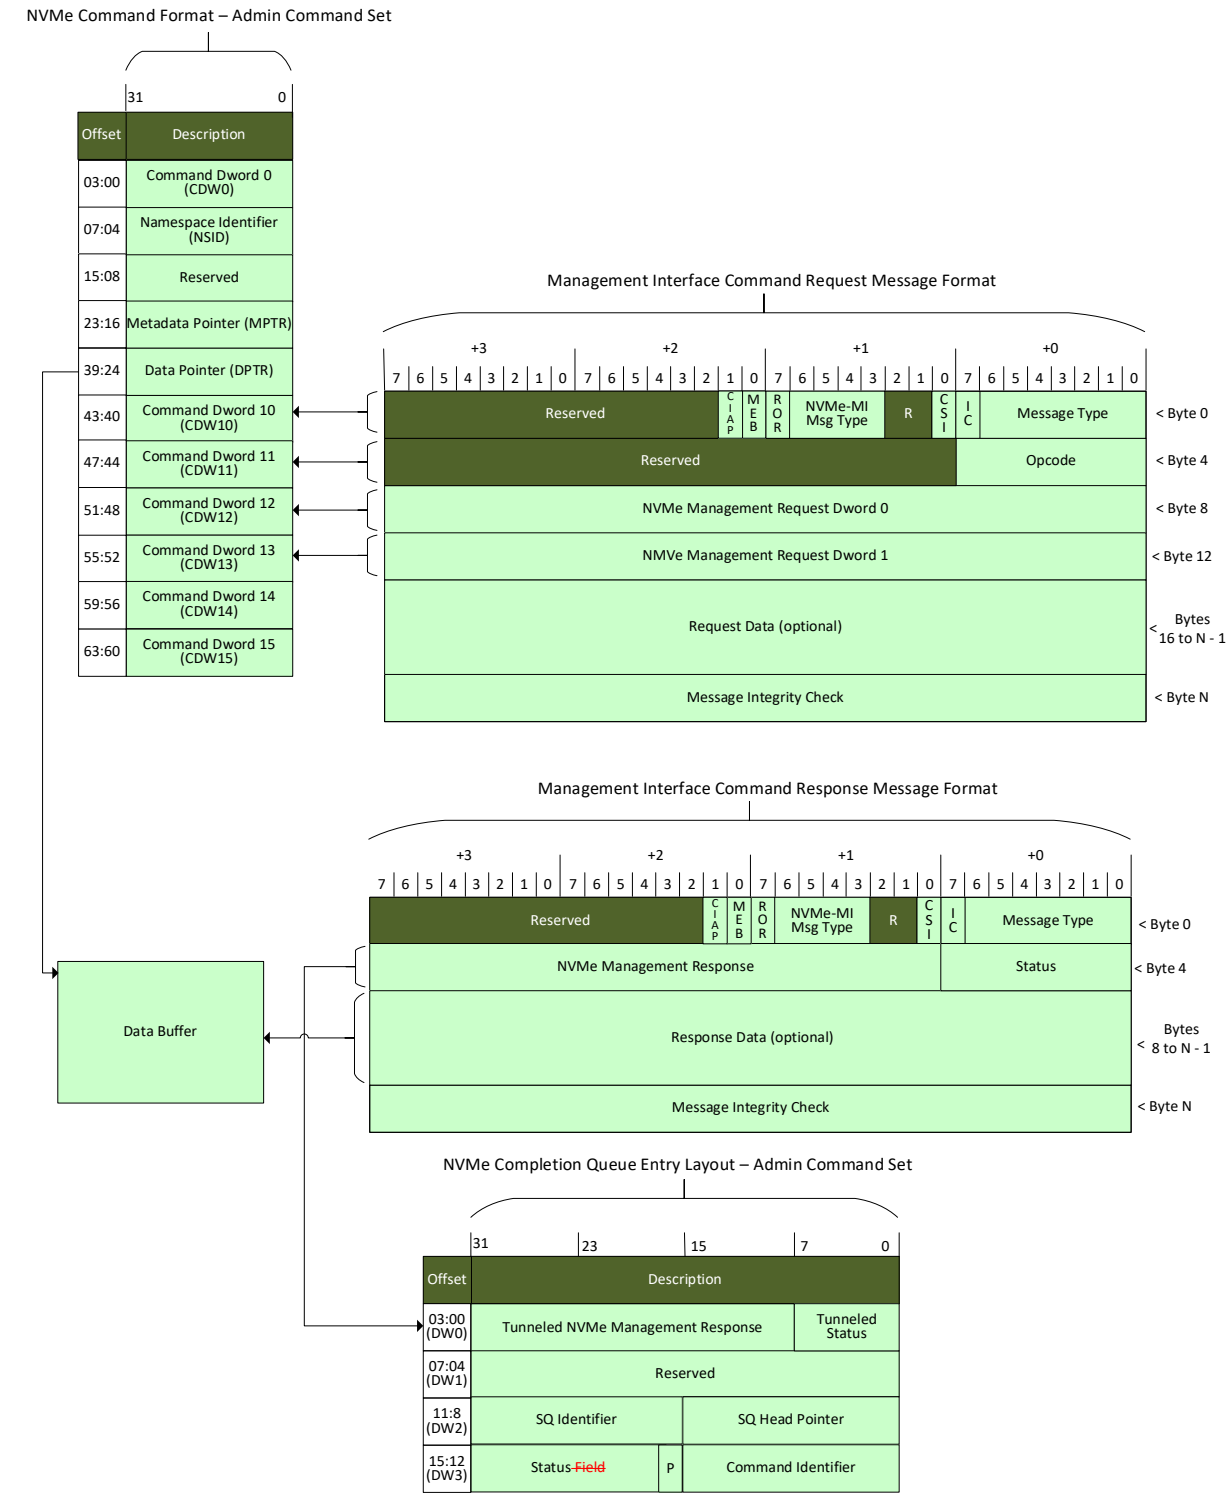 NVMe Command Format – Admin Command Set
31 0
Offset Description
03:00 Command Dword 0
(CDW0)
07:04 Namespace Identifier
(NSID)
15:08 Reserved
23:16 Metadata Pointer (MPTR)
39:24 Data Pointer (DPTR)
43:40 Command Dword 10
(CDW10)
47:44 Command Dword 11
(CDW11)
51:48 Command Dword 12
(CDW12)
55:52 Command Dword 13
(CDW13)
59:56 Command Dword 14
(CDW14)
63:60 Command Dword 15
(CDW15)
Management Interface Command Request Message Format
+3 +2 +1 +0
7 6 5 4 3 2 1 0 7 6 5 4 3 2 1 0 7 6 5 4 3 2 1 0 7 6 5 4 3 2 1 0
Reserved CIAP MEB ROR NVMe-MI Msg Type R CSI IC Message Type < Byte 0
Reserved Opcode < Byte 4
NVMe Management Request Dword 0 < Byte 8
NMVe Management Request Dword 1 < Byte 12
Request Data (optional) < Bytes
16 to N - 1
Message Integrity Check < Byte N
Management Interface Command Response Message Format
+3 +2 +1 +0
7 6 5 4 3 2 1 0 7 6 5 4 3 2 1 0 7 6 5 4 3 2 1 0 7 6 5 4 3 2 1 0
Reserved CIAP MEB ROR NVMe-MI Msg Type R CSI IC Message Type < Byte 0
NVMe Management Response Status < Byte 4
Response Data (optional) < Bytes
8 to N - 1
Message Integrity Check < Byte N
Data Buffer
NVMe Completion Queue Entry Layout – Admin Command Set
31 23 15 7 0
Offset Description
03:00 (DW0) Tunneled NVMe Management Response Tunneled Status
07:04 (DW1) Reserved
11:8 (DW2) SQ Identifier SQ Head Pointer
15:12 (DW3) Status Field P Command Identifier